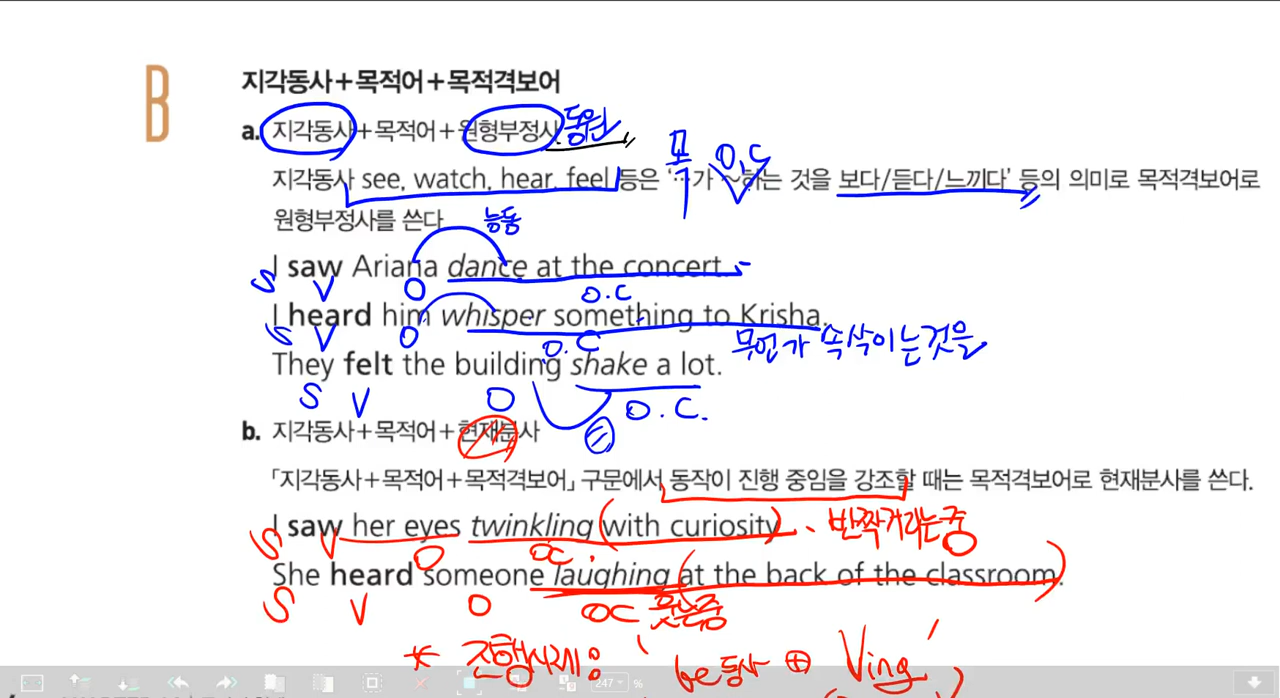 B
지각동사+목적어+목적격보어
a. 지각동사+목적어+원형부정사 동원
목 O.C
지각동사 see, watch, hear, feel 등은 '…가 ~하는 것을 보다/듣다/느끼다' 등의 의미로 목적격보어로
원형부정사를 쓴다
능동
I saw Ariana dance at the concert.
S V O O.C
I heard him whisper something to Krisha.
S V O O.C 무언가 속삭이는것을
They felt the building shake a lot.
S V O O.C.
b. 지각동사+목적어+현재분사
「지각동사+목적어+목적격보어」 구문에서 동작이 진행 중임을 강조할 때는 목적격보어로 현재분사를 쓴다.
I saw her eyes twinkling (with curiosity) 반짝거리는중
S V O OC
She heard someone laughing (at the back of the classroom).
S V O OC 웃는중
* 진행시제: ' be동사 ⊕ Ving '
247 %